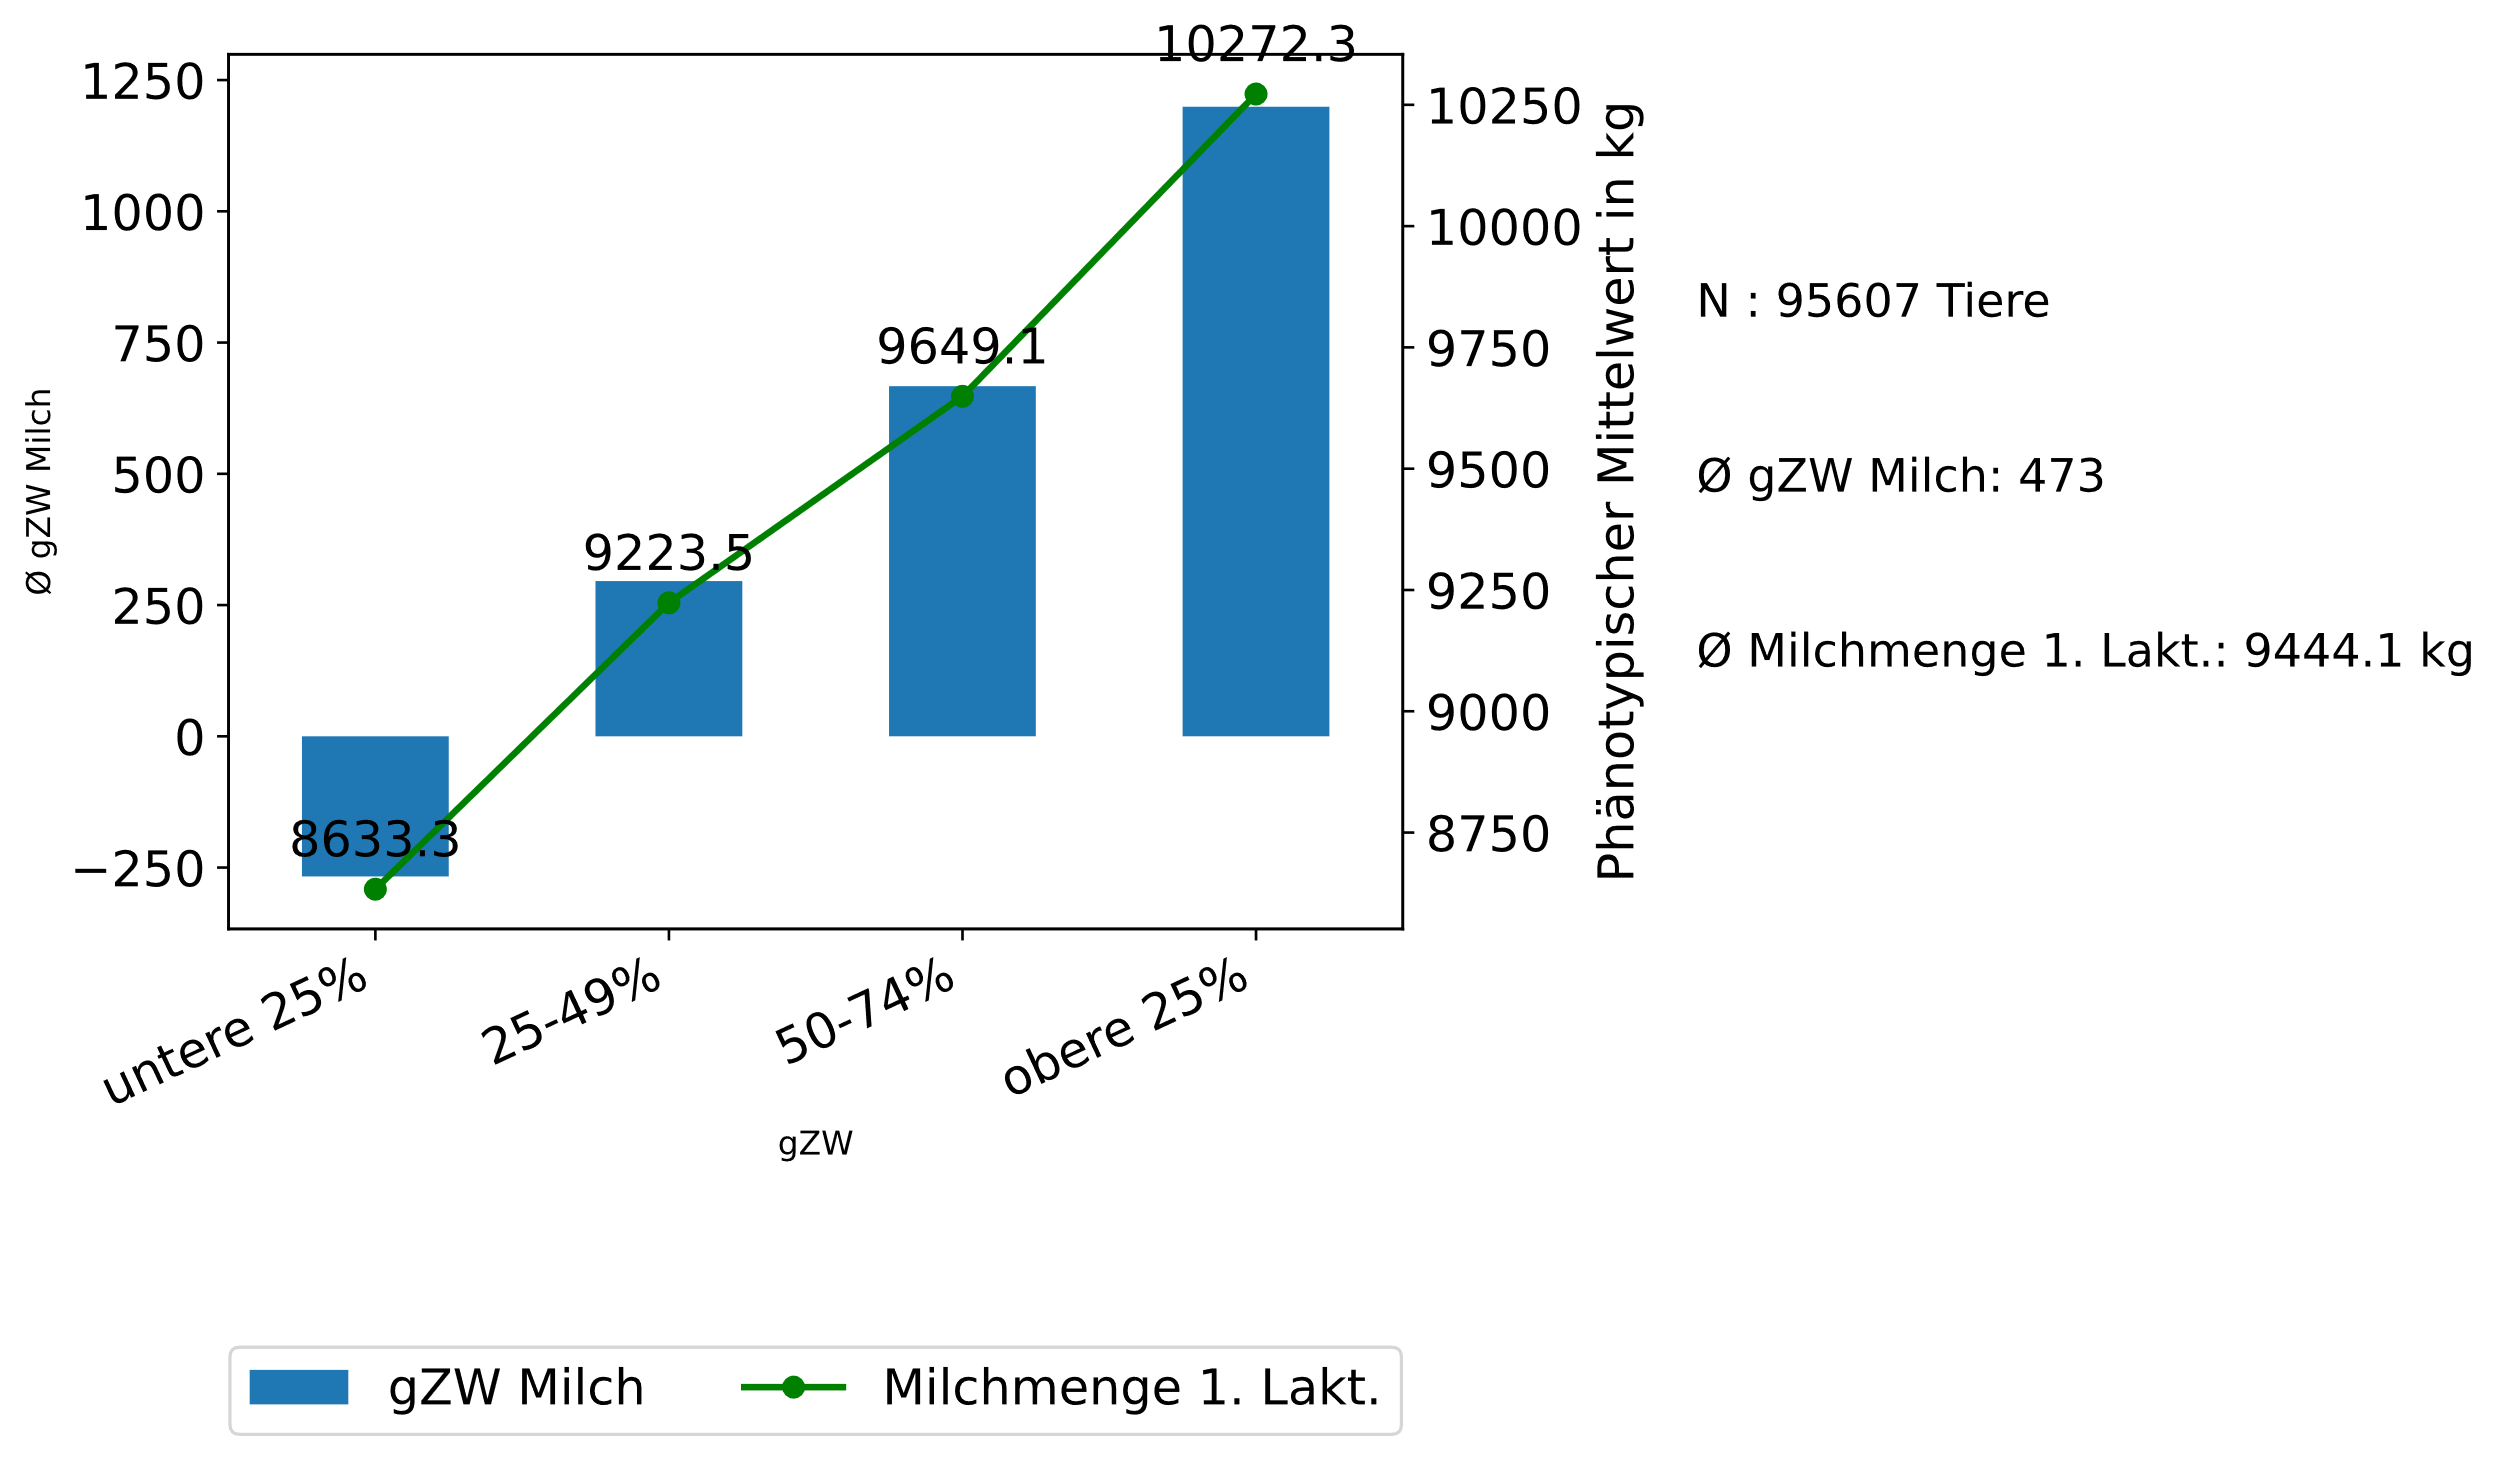 10272.3
1250
1000
750
500
250
0
−250
Ø gZW Milch
9649.1
9223.5
8633.3
10250
10000
9750
9500
9250
9000
8750
Phänotypischer Mittelwert in kg
N : 95607 Tiere
Ø gZW Milch: 473
Ø Milchmenge 1. Lakt.: 9444.1 kg
untere 25%
25-49%
50-74%
obere 25%
gZW
gZW Milch
Milchmenge 1. Lakt.